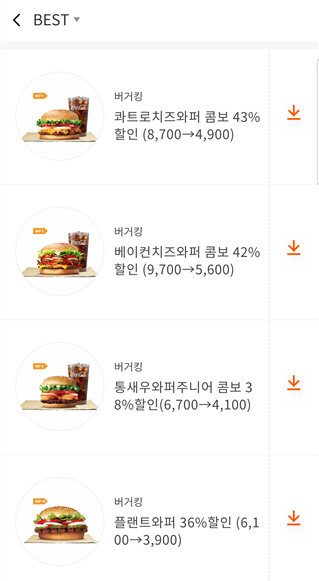 BEST
버거킹
콰트로치즈와퍼 콤보 43%
할인 (8,700→4,900)
버거킹
베이컨치즈와퍼 콤보 42%
할인 (9,700→5,600)
버거킹
통새우와퍼주니어 콤보 3
8%할인(6,700→4,100)
버거킹
플랜트와퍼 36%할인 (6,1
00→3,900)